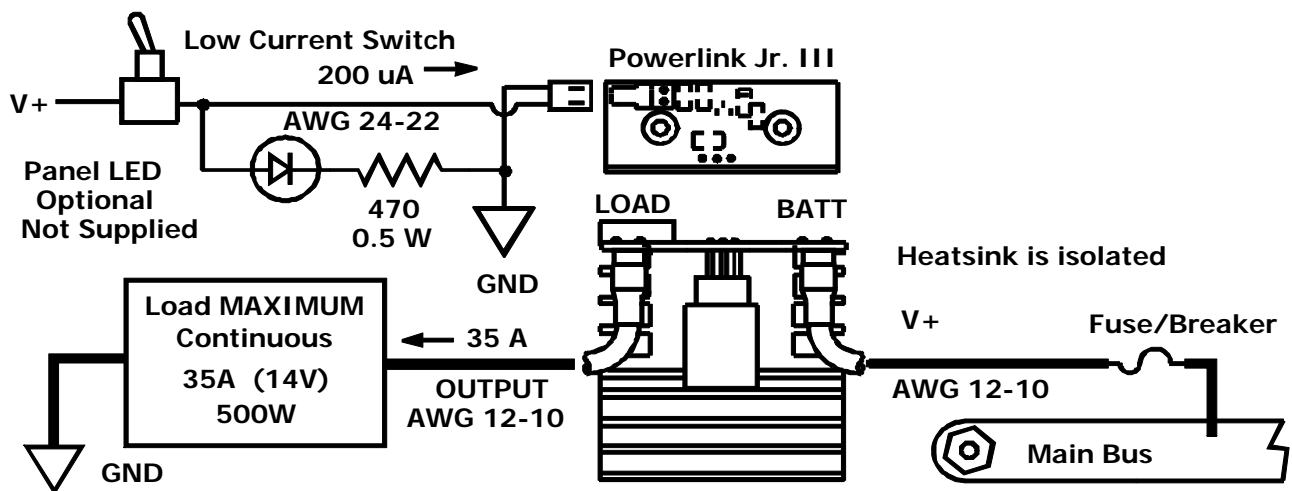 Low Current Switch
200 uA
V+
AWG 24-22
Panel LED
Optional
Not Supplied
470
0.5 W
GND
Powerlink Jr. III
LOAD
BATT
Heatsink is isolated
Load MAXIMUM
Continuous
35A (14V)
500W
GND
35 A
OUTPUT
AWG 12-10
V+
Fuse/Breaker
AWG 12-10
Main Bus